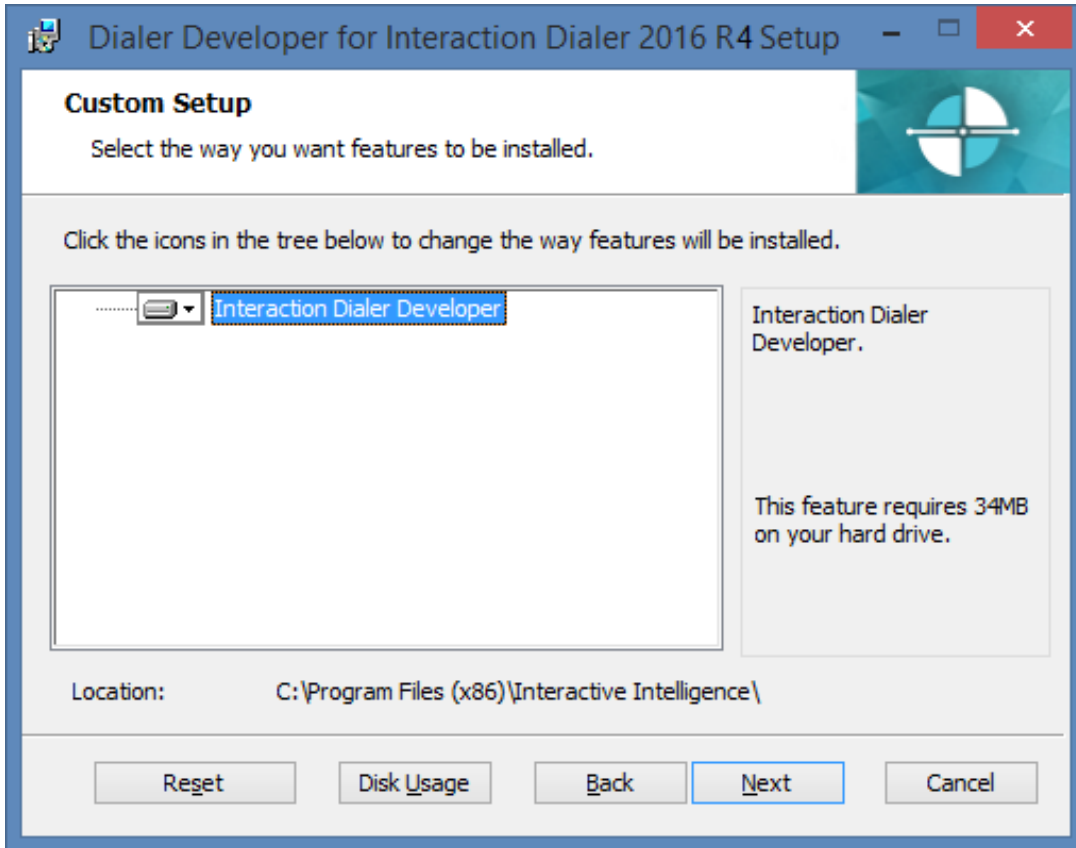 Dialer Developer for Interaction Dialer 2016 R4 Setup
Custom Setup
Select the way you want features to be installed.
Click the icons in the tree below to change the way features will be installed.
Interaction Dialer Developer
Interaction Dialer
Developer.
This feature requires 34MB
on your hard drive.
Location: C:\Program Files (x86)\Interactive Intelligence\
Reset Disk Usage Back Next Cancel